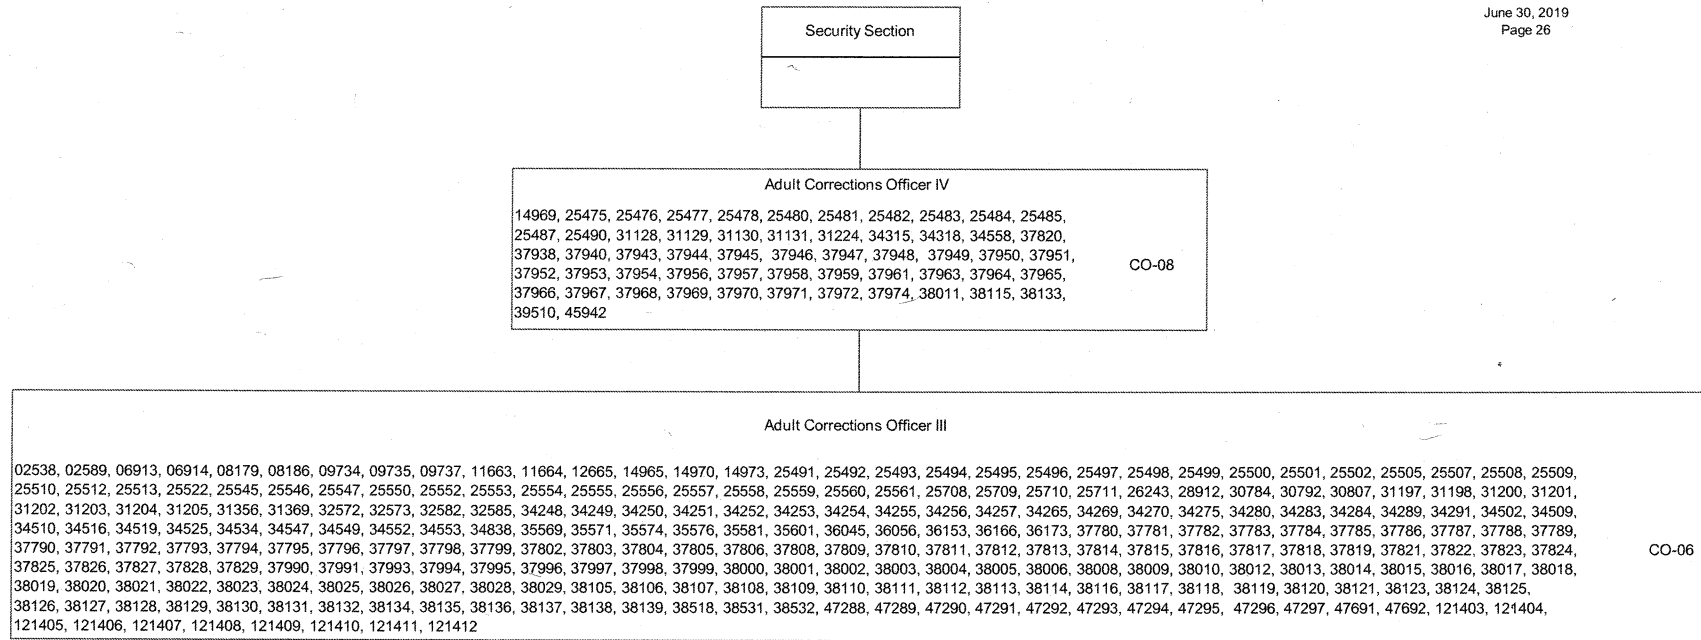 June 30, 2019
Page 26
Security Section
Adult Corrections Officer IV
14969, 25475, 25476, 25477, 25478, 25480, 25481, 25482, 25483, 25484, 25485,
25487, 25490, 31128, 31129, 31130, 31131, 31224, 34315, 34318, 34558, 37820,
37938, 37940, 37943, 37944, 37945, 37946, 37947, 37948, 37949, 37950, 37951,
37952, 37953, 37954, 37956, 37957, 37958, 37959, 37961, 37963, 37964, 37965,
37966, 37967, 37968, 37969, 37970, 37971, 37972, 37974, 38011, 38115, 38133,
39510, 45942
CO-08
Adult Corrections Officer III
02538, 02589, 06913, 06914, 08179, 08186, 09734, 09735, 09737, 11663, 11664, 12665, 14965, 14970, 14973, 25491, 25492, 25493, 25494, 25495, 25496, 25497, 25498, 25499, 25500, 25501, 25502, 25505, 25507, 25508, 25509,
25510, 25512, 25513, 25522, 25545, 25546, 25547, 25550, 25552, 25553, 25554, 25555, 25556, 25557, 25558, 25559, 25560, 25561, 25708, 25709, 25710, 25711, 26243, 28912, 30784, 30792, 30807, 31197, 31198, 31200, 31201,
31202, 31203, 31204, 31205, 31356, 31369, 32572, 32573, 32582, 32585, 34248, 34249, 34250, 34251, 34252, 34253, 34254, 34255, 34256, 34257, 34265, 34269, 34270, 34275, 34280, 34283, 34284, 34289, 34291, 34502, 34509,
34510, 34516, 34519, 34525, 34534, 34547, 34549, 34552, 34553, 34838, 35569, 35571, 35574, 35576, 35581, 35601, 36045, 36056, 36153, 36166, 36173, 37780, 37781, 37782, 37783, 37784, 37785, 37786, 37787, 37788, 37789,
37790, 37791, 37792, 37793, 37794, 37795, 37796, 37797, 37798, 37799, 37802, 37803, 37804, 37805, 37806, 37808, 37809, 37810, 37811, 37812, 37813, 37814, 37815, 37816, 37817, 37818, 37819, 37821, 37822, 37823, 37824,
37825, 37826, 37827, 37828, 37829, 37990, 37991, 37993, 37994, 37995, 37996, 37997, 37998, 37999, 38000, 38001, 38002, 38003, 38004, 38005, 38006, 38008, 38009, 38010, 38012, 38013, 38014, 38015, 38016, 38017, 38018,
38019, 38020, 38021, 38022, 38023, 38024, 38025, 38026, 38027, 38028, 38029, 38105, 38106, 38107, 38108, 38109, 38110, 38111, 38112, 38113, 38114, 38116, 38117, 38118, 38119, 38120, 38121, 38123, 38124, 38125,
38126, 38127, 38128, 38129, 38130, 38131, 38132, 38134, 38135, 38136, 38137, 38138, 38139, 38518, 38531, 38532, 47288, 47289, 47290, 47291, 47292, 47293, 47294, 47295, 47296, 47297, 47691, 47692, 121403, 121404,
121405, 121406, 121407, 121408, 121409, 121410, 121411, 121412
CO-06